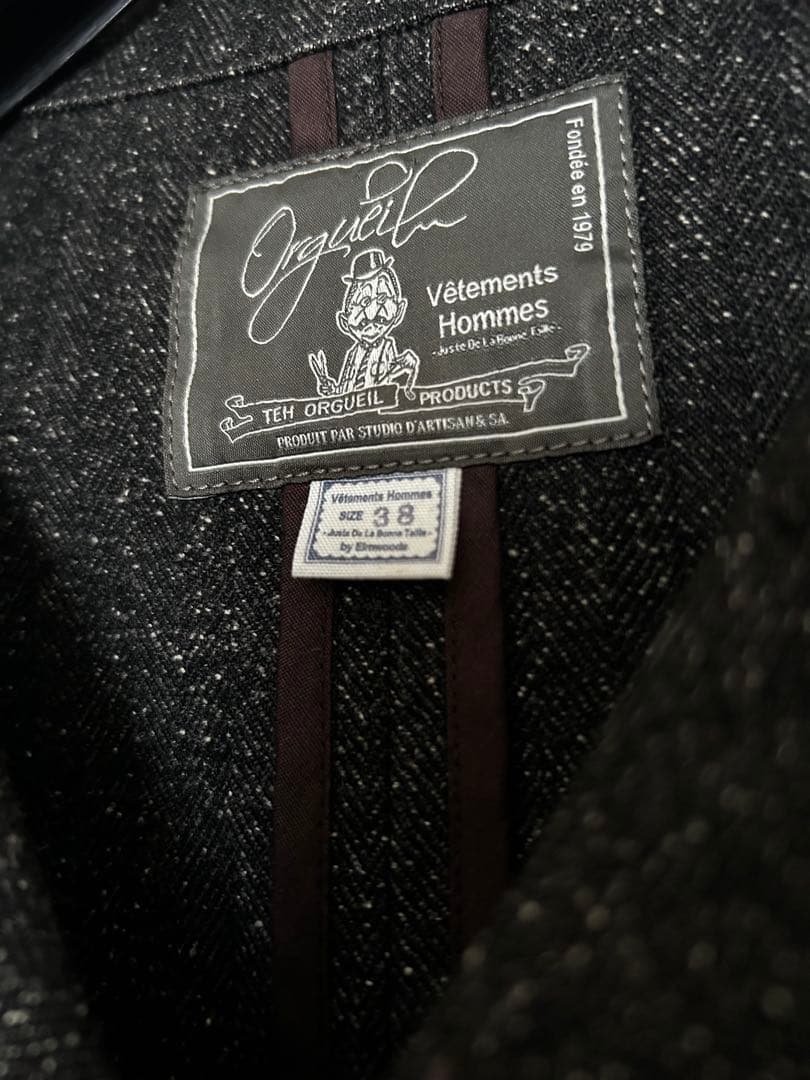 Orgueil
Fondée en 1979
Vêtements
Hommes
-Juste De La Bonne Taille-
TEH ORGUEIL PRODUCTS
PRODUIT PAR STUDIO D'ARTISAN & SA.
Vêtements Hommes
SIZE 38
-Juste De La Bonne Taille-
by Elmwoods